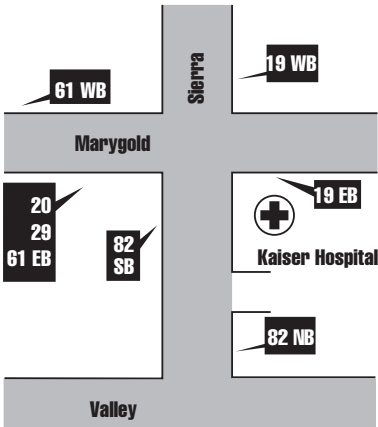 Sierra
19 WB
61 WB
Marygold
20
29
61 EB
82
SB
19 EB
Kaiser Hospital
82 NB
Valley